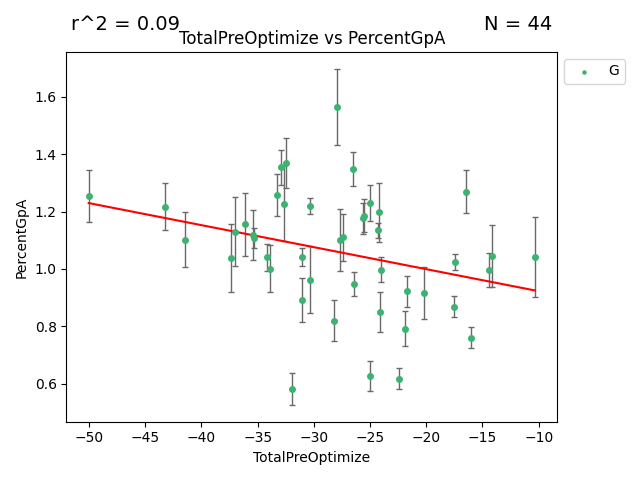 r^2 = 0.09
N = 44
TotalPreOptimize vs PercentGpA
G
1.6
1.4
1.2
1.0
0.8
0.6
PercentGpA
−50
−45
−40
−35
−30
−25
−20
−15
−10
TotalPreOptimize